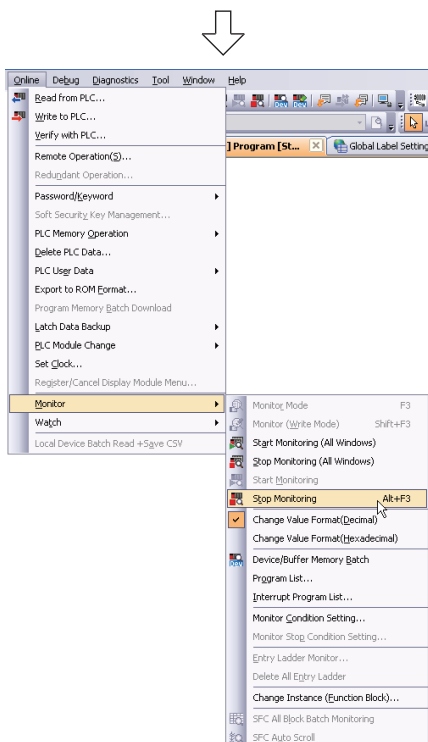 Online Debug Diagnostics Tool Window Help
Read from PLC...
Write to PLC...
Verify with PLC...
] Program [St...
Global Label Setting
Remote Operation(S)...
Redundant Operation...
Password/Keyword
Soft Security Key Management...
PLC Memory Operation
Delete PLC Data...
PLC User Data
Export to ROM Format...
Program Memory Batch Download
Latch Data Backup
PLC Module Change
Set Clock...
Register/Cancel Display Module Menu...
Monitor
Watch
Local Device Batch Read +Save CSV
Monitor Mode F3
Monitor (Write Mode) Shift+F3
Start Monitoring (All Windows)
Stop Monitoring (All Windows)
Start Monitoring
Stop Monitoring Alt+F3
Change Value Format(Decimal)
Change Value Format(Hexadecimal)
Device/Buffer Memory Batch
Program List...
Interrupt Program List...
Monitor Condition Setting...
Monitor Stop Condition Setting...
Entry Ladder Monitor...
Delete All Entry Ladder
Change Instance (Function Block)...
SFC All Block Batch Monitoring
SFC Auto Scroll